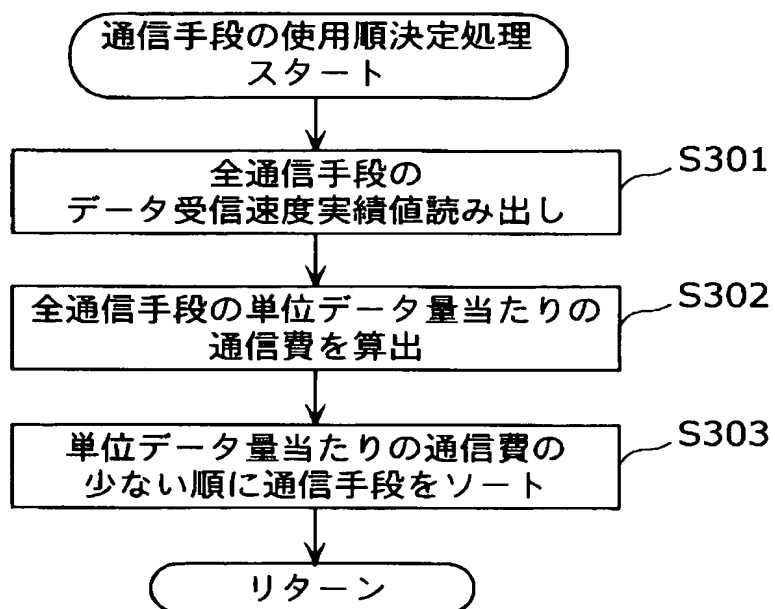 通信手段の使用順決定処理
スタート
全通信手段の
データ受信速度実績値読み出し
S301
全通信手段の単位データ量当たりの
通信費を算出
S302
単位データ量当たりの通信費の
少ない順に通信手段をソート
S303
リターン